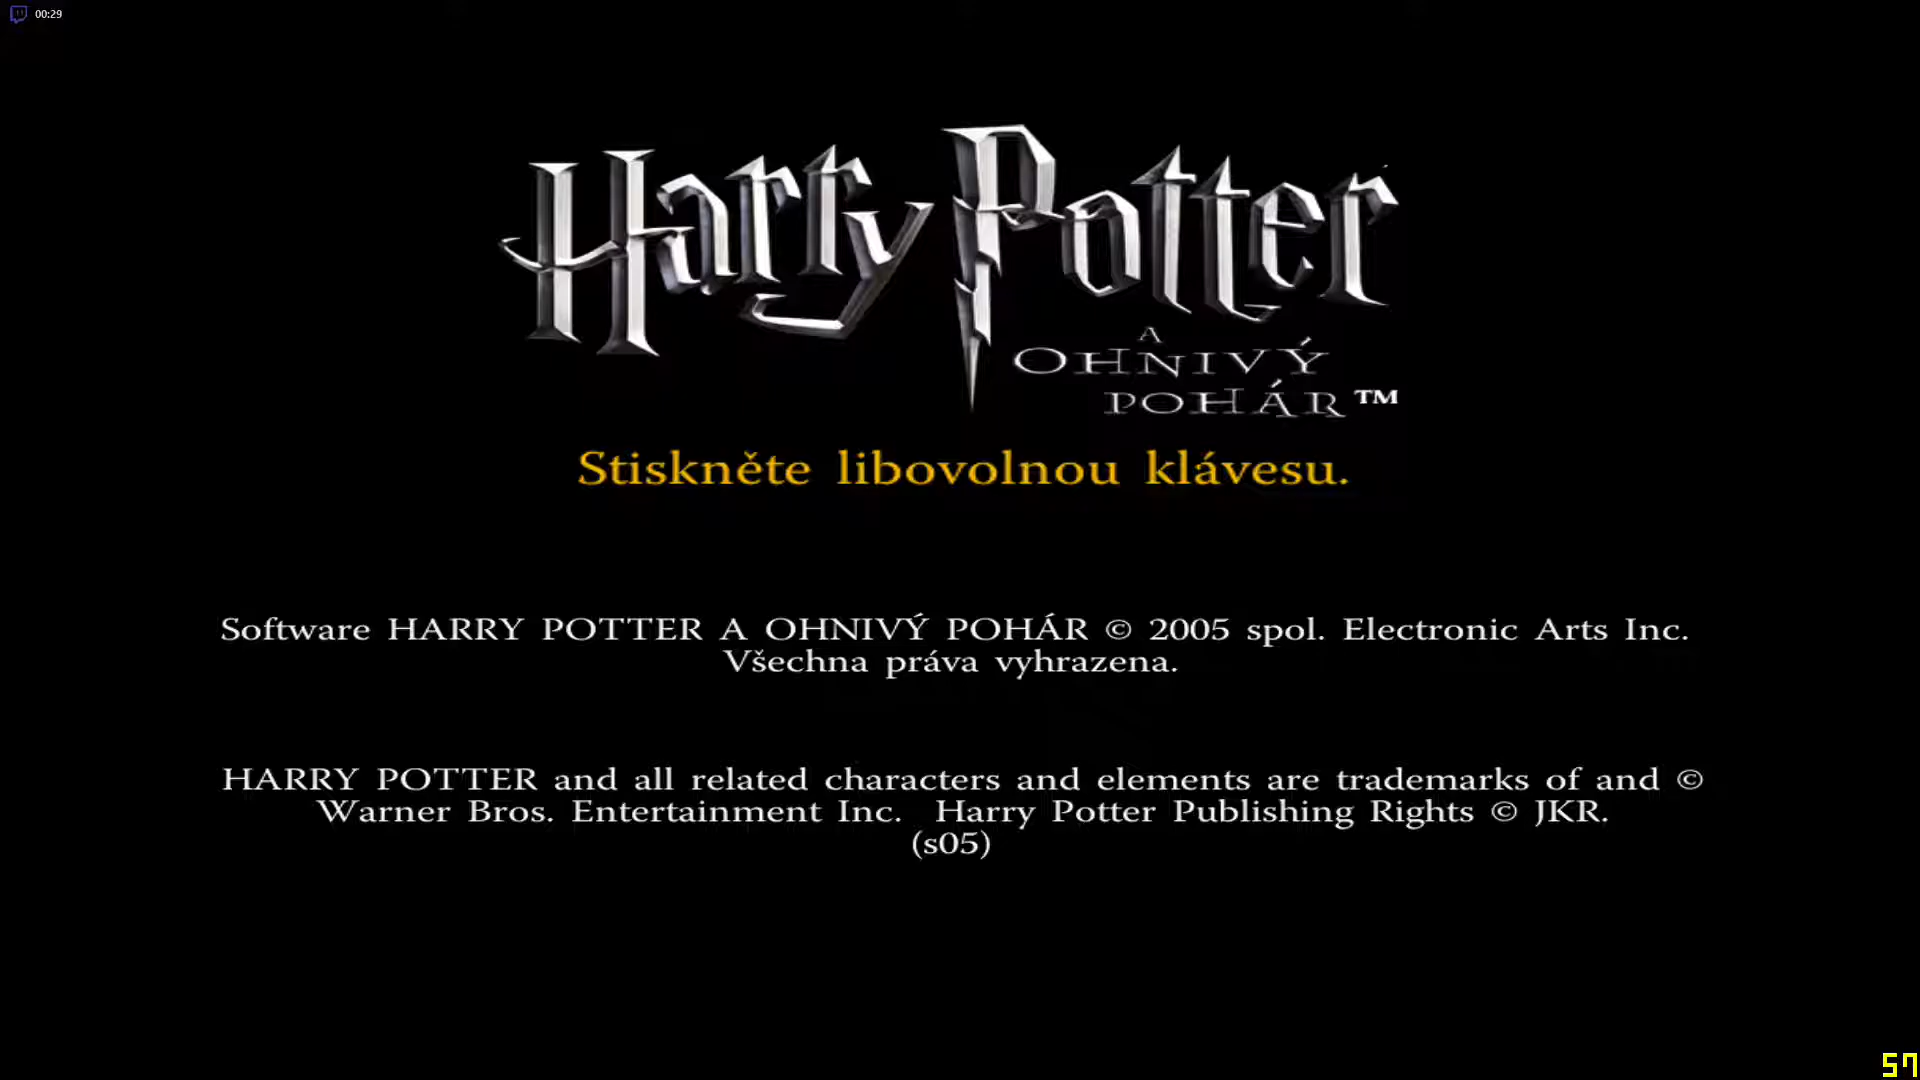 00:29
Harry Potter
A
OHNIVÝ
POHÁR™
Stiskněte libovolnou klávesu.
Software HARRY POTTER A OHNIVÝ POHÁR © 2005 spol. Electronic Arts Inc.
Všechna práva vyhrazena.
HARRY POTTER and all related characters and elements are trademarks of and ©
Warner Bros. Entertainment Inc. Harry Potter Publishing Rights © JKR.
(s05)
57